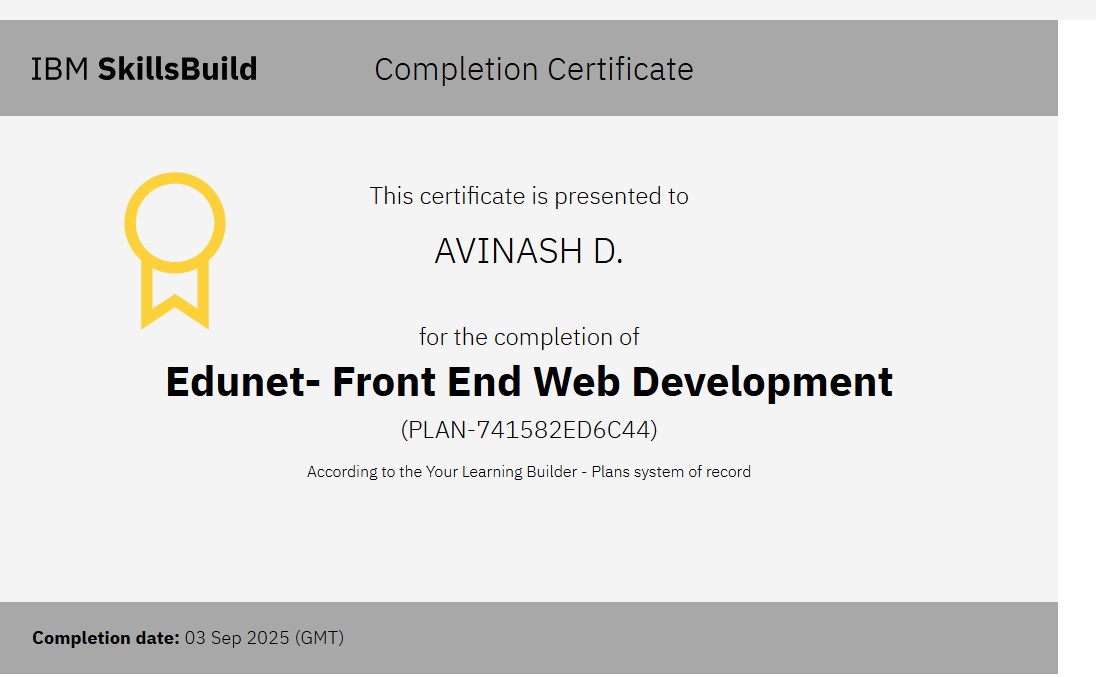 IBM SkillsBuild Completion Certificate
This certificate is presented to
AVINASH D.
for the completion of
Edunet- Front End Web Development
(PLAN-741582ED6C44)
According to the Your Learning Builder - Plans system of record
Completion date: 03 Sep 2025 (GMT)